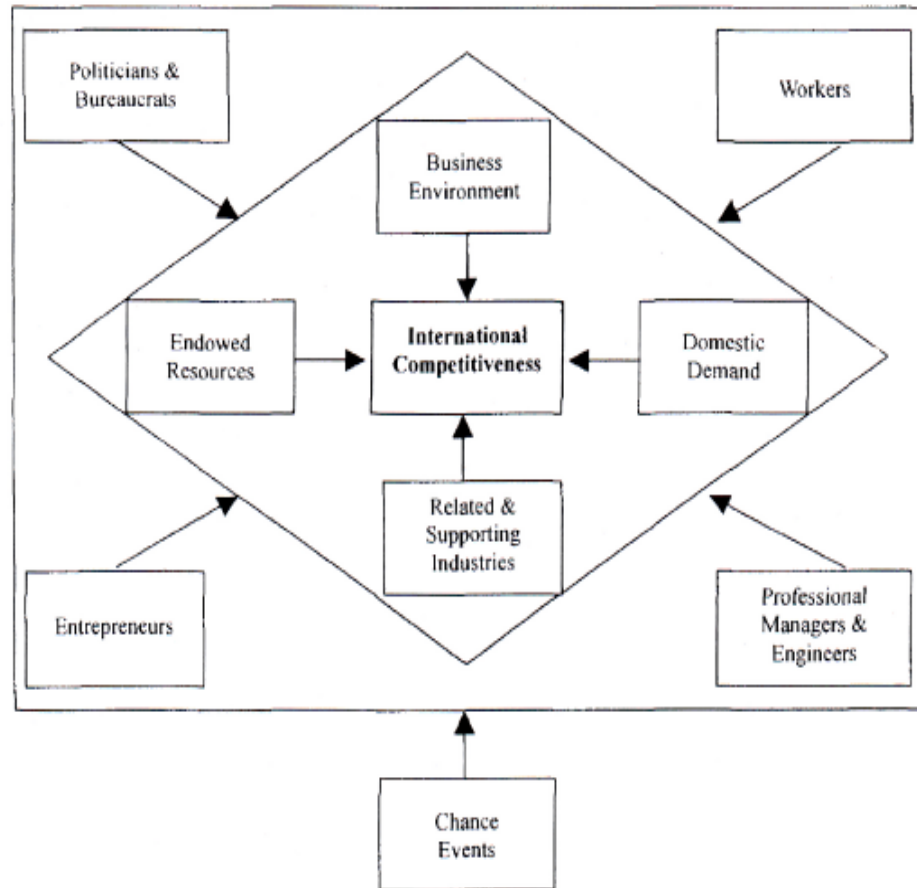 Politicians &
Bureaucrats
Workers
Business
Environment
Endowed
Resources
International
Competitiveness
Domestic
Demand
Related &
Supporting
Industries
Entrepreneurs
Professional
Managers &
Engineers
Chance
Events